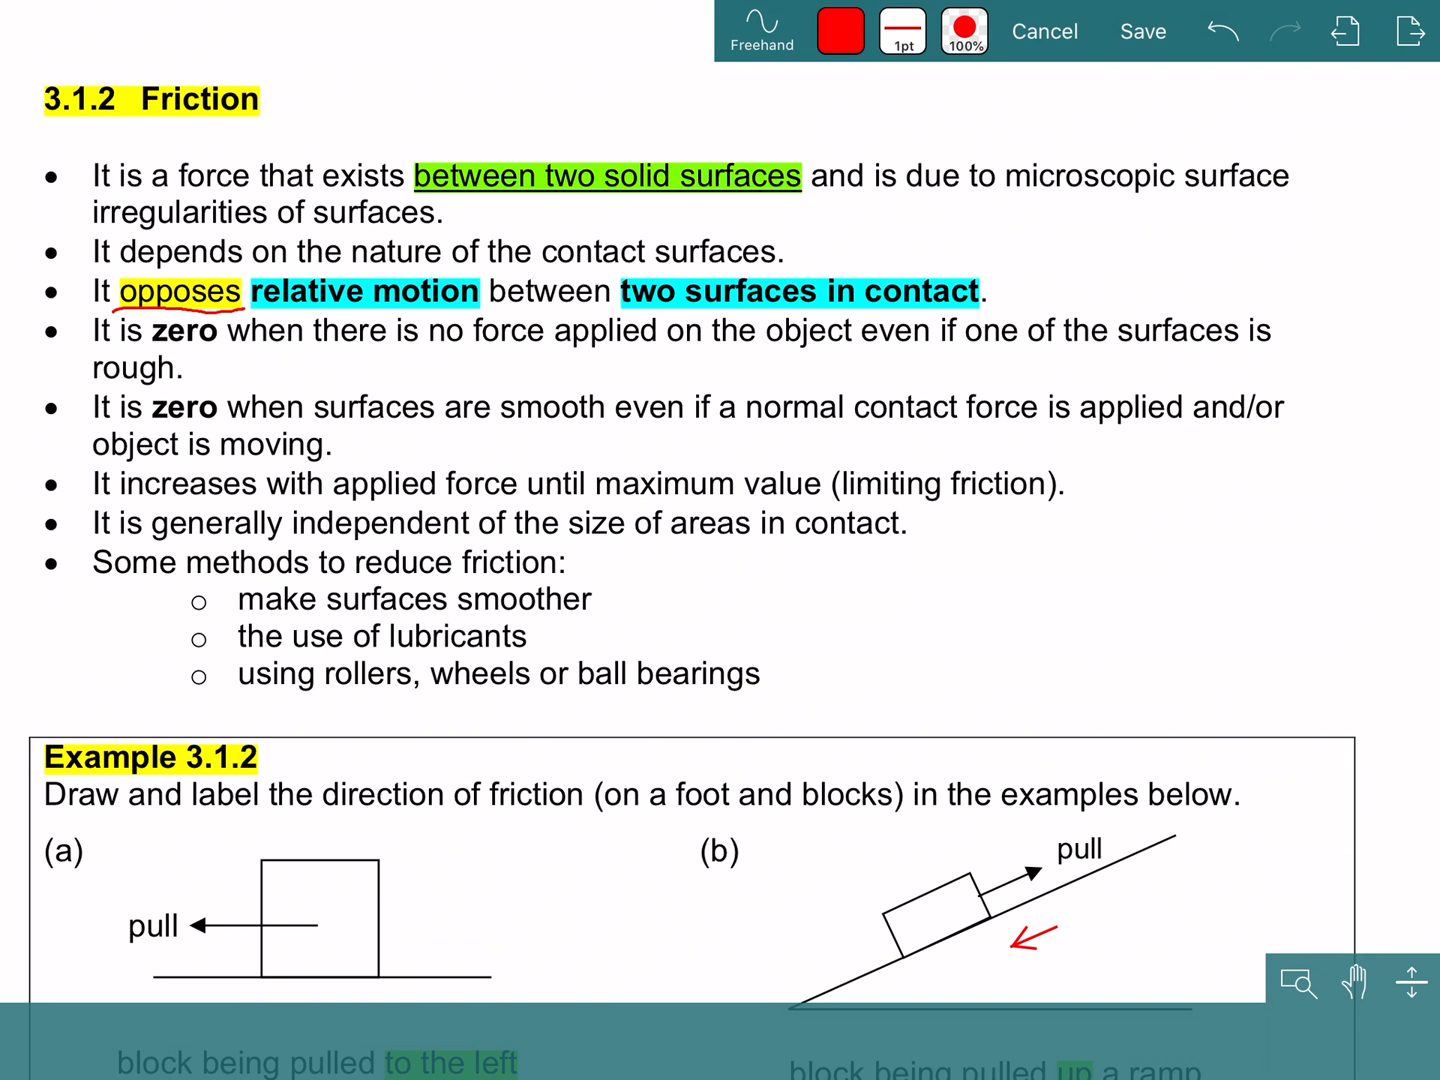 Freehand
1pt
100%
Cancel
Save
3.1.2 Friction
• It is a force that exists between two solid surfaces and is due to microscopic surface
irregularities of surfaces.
• It depends on the nature of the contact surfaces.
• It opposes relative motion between two surfaces in contact.
• It is zero when there is no force applied on the object even if one of the surfaces is
rough.
• It is zero when surfaces are smooth even if a normal contact force is applied and/or
object is moving.
• It increases with applied force until maximum value (limiting friction).
• It is generally independent of the size of areas in contact.
• Some methods to reduce friction:
o make surfaces smoother
o the use of lubricants
o using rollers, wheels or ball bearings
Example 3.1.2
Draw and label the direction of friction (on a foot and blocks) in the examples below.
(a)
pull
(b)
pull
block being pulled to the left
block being pulled up a ramp